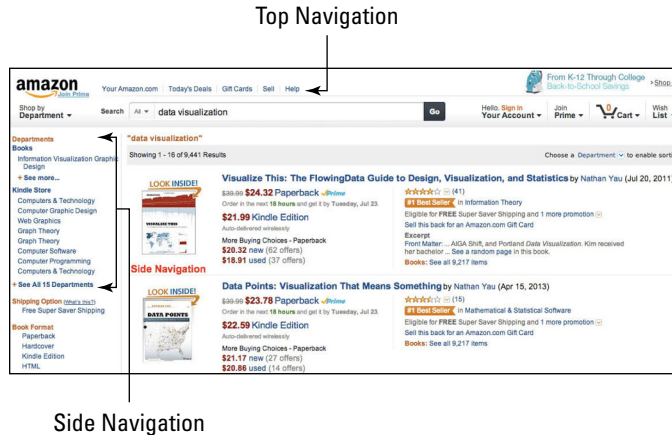 Top Navigation
amazon
Join Prime
Your Amazon.com Today's Deals Gift Cards Sell Help
From K-12 Through College
Back-to-School Savings
>Shop
Shop by
Department
Search
All
data visualization
Go
Hello. Sign In
Your Account
Join
Prime
0
Cart
Wish
List
Departments
Books
Information Visualization Graphic
Design
+ See more...
Kindle Store
Computers & Technology
Computer Graphic Design
Web Graphics
Graph Theory
Graph Theory
Computer Software
Computer Programming
Computers & Technology
+ See All 15 Departments
Shipping Option (What's this?)
Free Super Saver Shipping
Book Format
Paperback
Hardcover
Kindle Edition
HTML
"data visualization"
Showing 1 - 16 of 9,441 Results
Choose a Department to enable sorti
LOOK INSIDE!
VISUALIZE THIS
Side Navigation
Visualize This: The FlowingData Guide to Design, Visualization, and Statistics by Nathan Yau (Jul 20, 2011)
$39.99 $24.32 Paperback Prime
Order in the next 18 hours and get it by Tuesday, Jul 23.
$21.99 Kindle Edition
Auto-delivered wirelessly
More Buying Choices - Paperback
$20.32 new (62 offers)
$18.91 used (37 offers)
(41)
#1 Best Seller in Information Theory
Eligible for FREE Super Saver Shipping and 1 more promotion
Sell this back for an Amazon.com Gift Card
Excerpt
Front Matter: ... AIGA Shift, and Portland Data Visualization. Kim received
her bachelor ... See a random page in this book.
Books: See all 9,217 items
LOOK INSIDE!
DATA POINTS
Data Points: Visualization That Means Something by Nathan Yau (Apr 15, 2013)
$39.99 $23.78 Paperback Prime
Order in the next 18 hours and get it by Tuesday, Jul 23.
$22.59 Kindle Edition
Auto-delivered wirelessly
More Buying Choices - Paperback
$21.17 new (27 offers)
$20.86 used (14 offers)
(15)
#1 Best Seller in Mathematical & Statistical Software
Eligible for FREE Super Saver Shipping and 1 more promotion
Sell this back for an Amazon.com Gift Card
Books: See all 9,217 items
Side Navigation